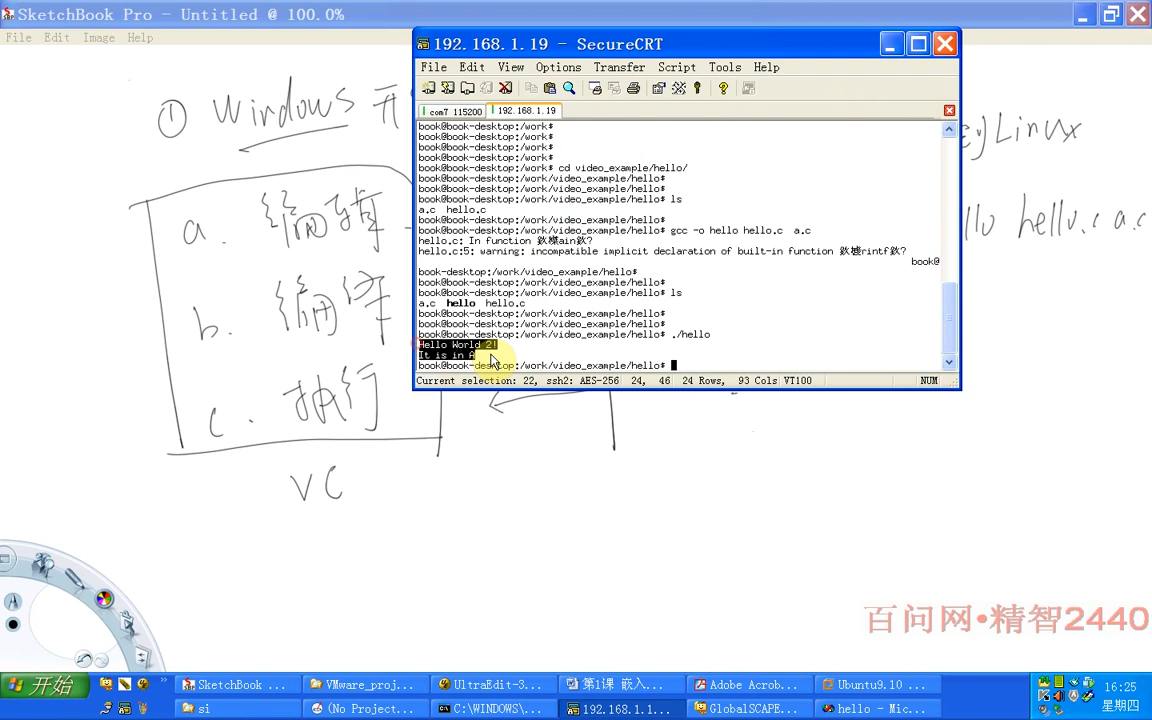 SketchBook Pro - Untitled @ 100.0%
File Edit Image Help
① Windows 开
a. 编辑
b. 编译
c. 执行
VC
192.168.1.19 - SecureCRT
File Edit View Options Transfer Script Tools Help
com7 115200 192.168.1.19
book@book-desktop:/work$
book@book-desktop:/work$
book@book-desktop:/work$
book@book-desktop:/work$
book@book-desktop:/work$ cd video_example/hello/
book@book-desktop:/work/video_example/hello$
book@book-desktop:/work/video_example/hello$
book@book-desktop:/work/video_example/hello$ ls
a.c hello.c
book@book-desktop:/work/video_example/hello$
book@book-desktop:/work/video_example/hello$ gcc -o hello hello.c a.c
hello.c: In function 鈥榤ain鈥?
hello.c:5: warning: incompatible implicit declaration of built-in function 鈥榩rintf鈥?
book@
book-desktop:/work/video_example/hello$
book@book-desktop:/work/video_example/hello$
book@book-desktop:/work/video_example/hello$ ls
a.c hello hello.c
book@book-desktop:/work/video_example/hello$
book@book-desktop:/work/video_example/hello$
book@book-desktop:/work/video_example/hello$ ./hello
Hello World 2!
It is in A
book@book-desktop:/work/video_example/hello$
Current selection: 22, ssh2: AES-256 24, 46 24 Rows, 93 Cols VT100 NUM
Linux
llo hello.c a.c
百问网•精智2440
开始
SketchBook ...
VMware_proj...
UltraEdit-3...
第1课 嵌入...
Adobe Acrob...
Ubuntu9.10 ...
si
(No Project...
C:\WINDOWS\...
192.168.1.1...
GlobalSCAPE...
hello - Mic...
16:25
星期四